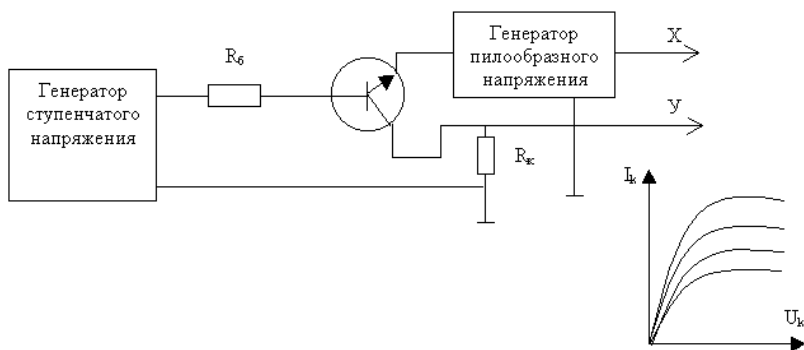 Генератор
пилообразного
напряжения
X
Rб
Генератор
ступенчатого
напряжения
У
Rк
Iк
Uк